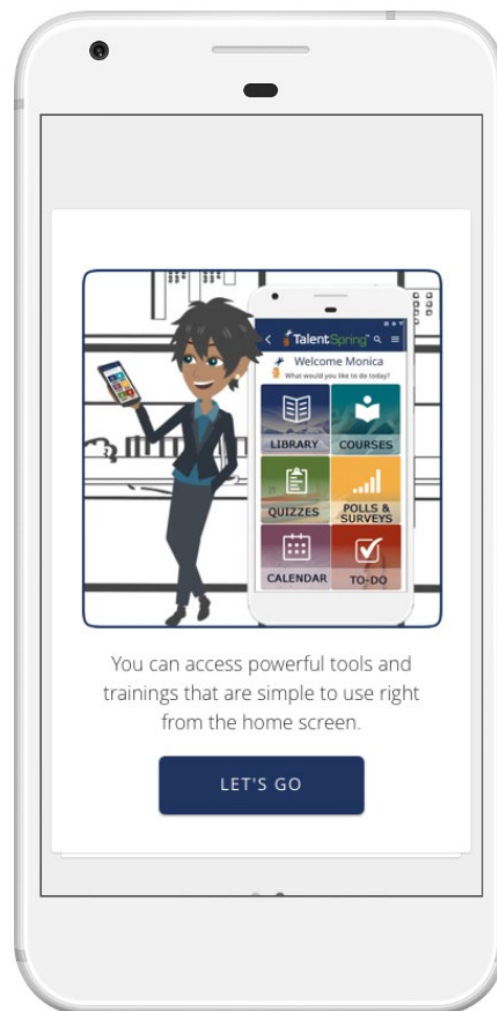 TalentSpring™
Welcome Monica
What would you like to do today?
LIBRARY
COURSES
QUIZZES
POLLS &
SURVEYS
CALENDAR
TO-DO
You can access powerful tools and
trainings that are simple to use right
from the home screen.
LET'S GO